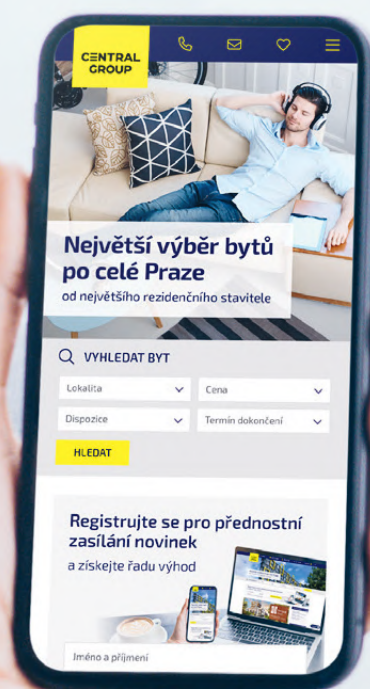 CENTRAL
GROUP
Největší výběr bytů
po celé Praze
od největšího rezidenčního stavitele
VYHLEDAT BYT
Lokalita
Cena
Dispozice
Termín dokončení
HLEDAT
Registrujte se pro přednostní
zasílání novinek
a získejte řadu výhod
Jméno a příjmení